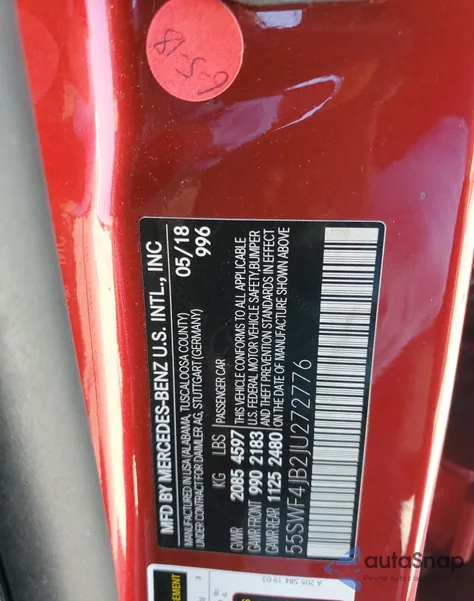 6-5-18
MFD BY MERCEDES-BENZ U.S. INTL., INC
MANUFACTURED IN USA (ALABAMA, TUSCALOOSA COUNTY) 05/18
UNDER CONTRACT FOR DAIMLER AG, STUTTGART (GERMANY) 996
KG LBS PASSENGER CAR
GVWR 2085 4597 THIS VEHICLE CONFORMS TO ALL APPLICABLE
GAWR FRONT 990 2183 U.S. FEDERAL MOTOR VEHICLE SAFETY, BUMPER
GAWR REAR 1125 2480 AND THEFT PREVENTION STANDARDS IN EFFECT
ON THE DATE OF MANUFACTURE SHOWN ABOVE
55SWF4JB2JU272776
A 205 584 19 03
autoSnap